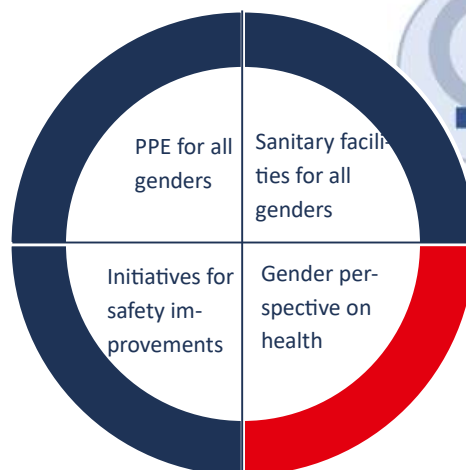 PPE for all
genders
Sanitary facili-
ties for all
genders
Initiatives for
safety im-
provements
Gender per-
spective on
health